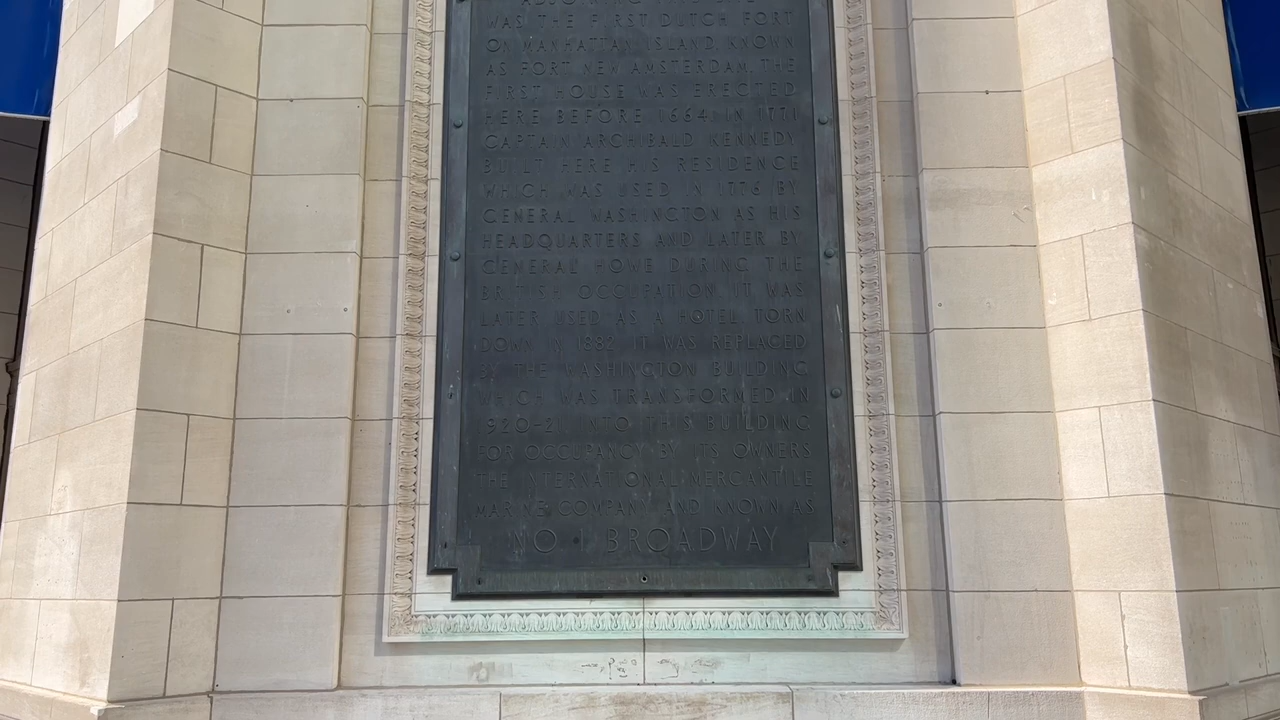 ADJOINING THIS SITE
WAS THE FIRST DUTCH FORT
ON MANHATTAN ISLAND, KNOWN
AS FORT NEW AMSTERDAM. THE
FIRST HOUSE WAS ERECTED
HERE BEFORE 1664. IN 1771
CAPTAIN ARCHIBALD KENNEDY
BUILT HERE HIS RESIDENCE
WHICH WAS USED IN 1776 BY
GENERAL WASHINGTON AS HIS
HEADQUARTERS AND LATER BY
GENERAL HOWE DURING THE
BRITISH OCCUPATION. IT WAS
LATER USED AS A HOTEL. TORN
DOWN IN 1882 IT WAS REPLACED
BY THE WASHINGTON BUILDING
WHICH WAS TRANSFORMED IN
1920-21 INTO THIS BUILDING
FOR OCCUPANCY BY ITS OWNERS
THE INTERNATIONAL MERCANTILE
MARINE COMPANY AND KNOWN AS
NO. 1 BROADWAY